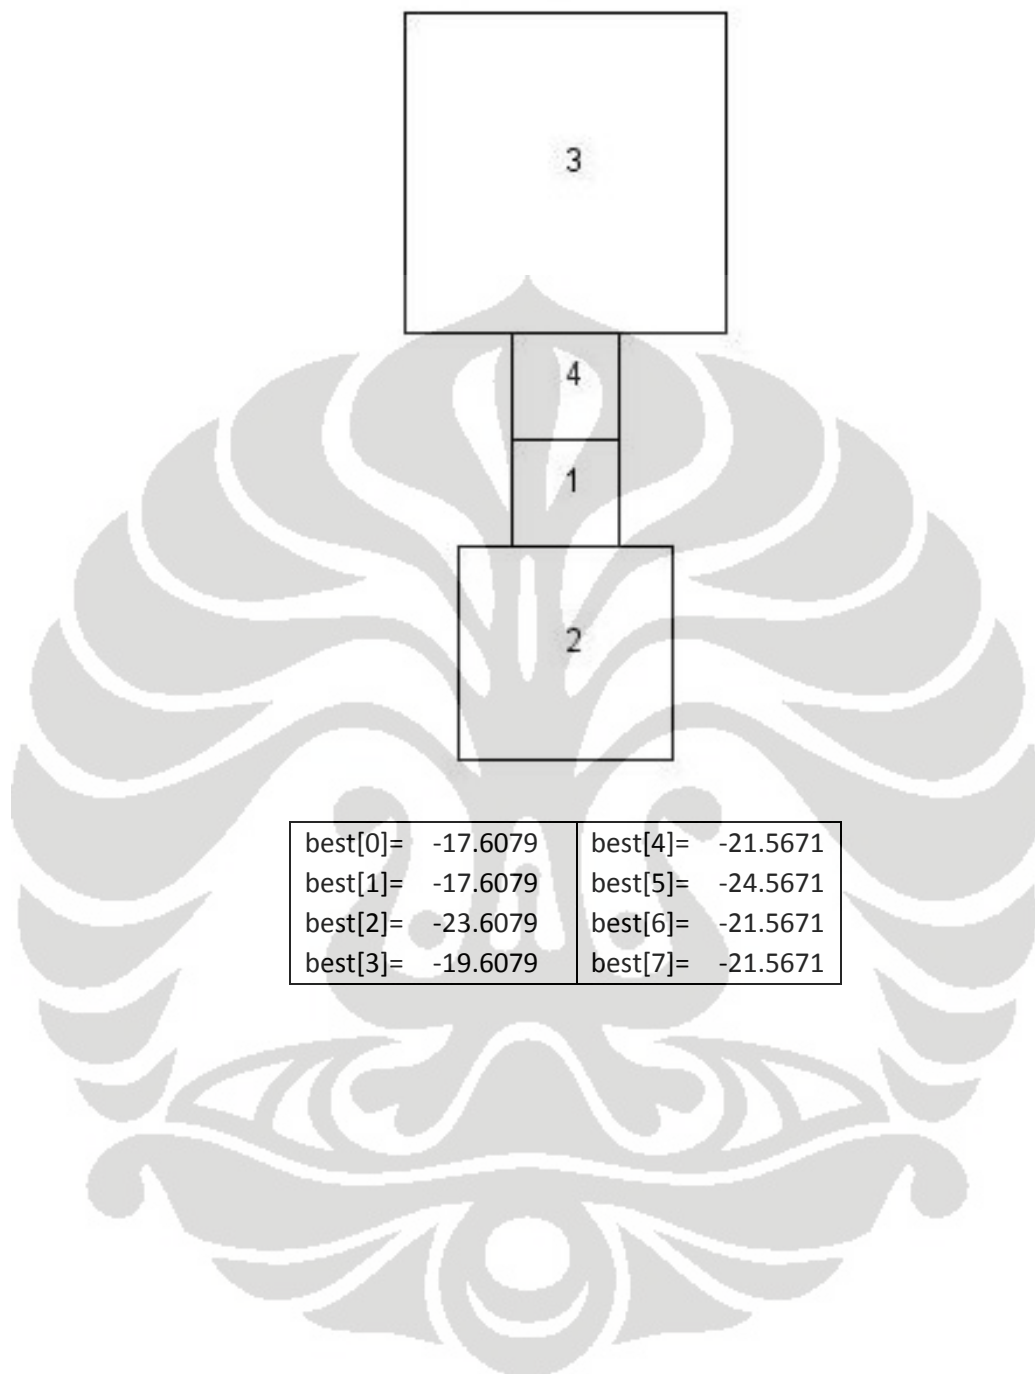 3
4
1
2
best[0]= -17.6079 best[4]= -21.5671
best[1]= -17.6079 best[5]= -24.5671
best[2]= -23.6079 best[6]= -21.5671
best[3]= -19.6079 best[7]= -21.5671